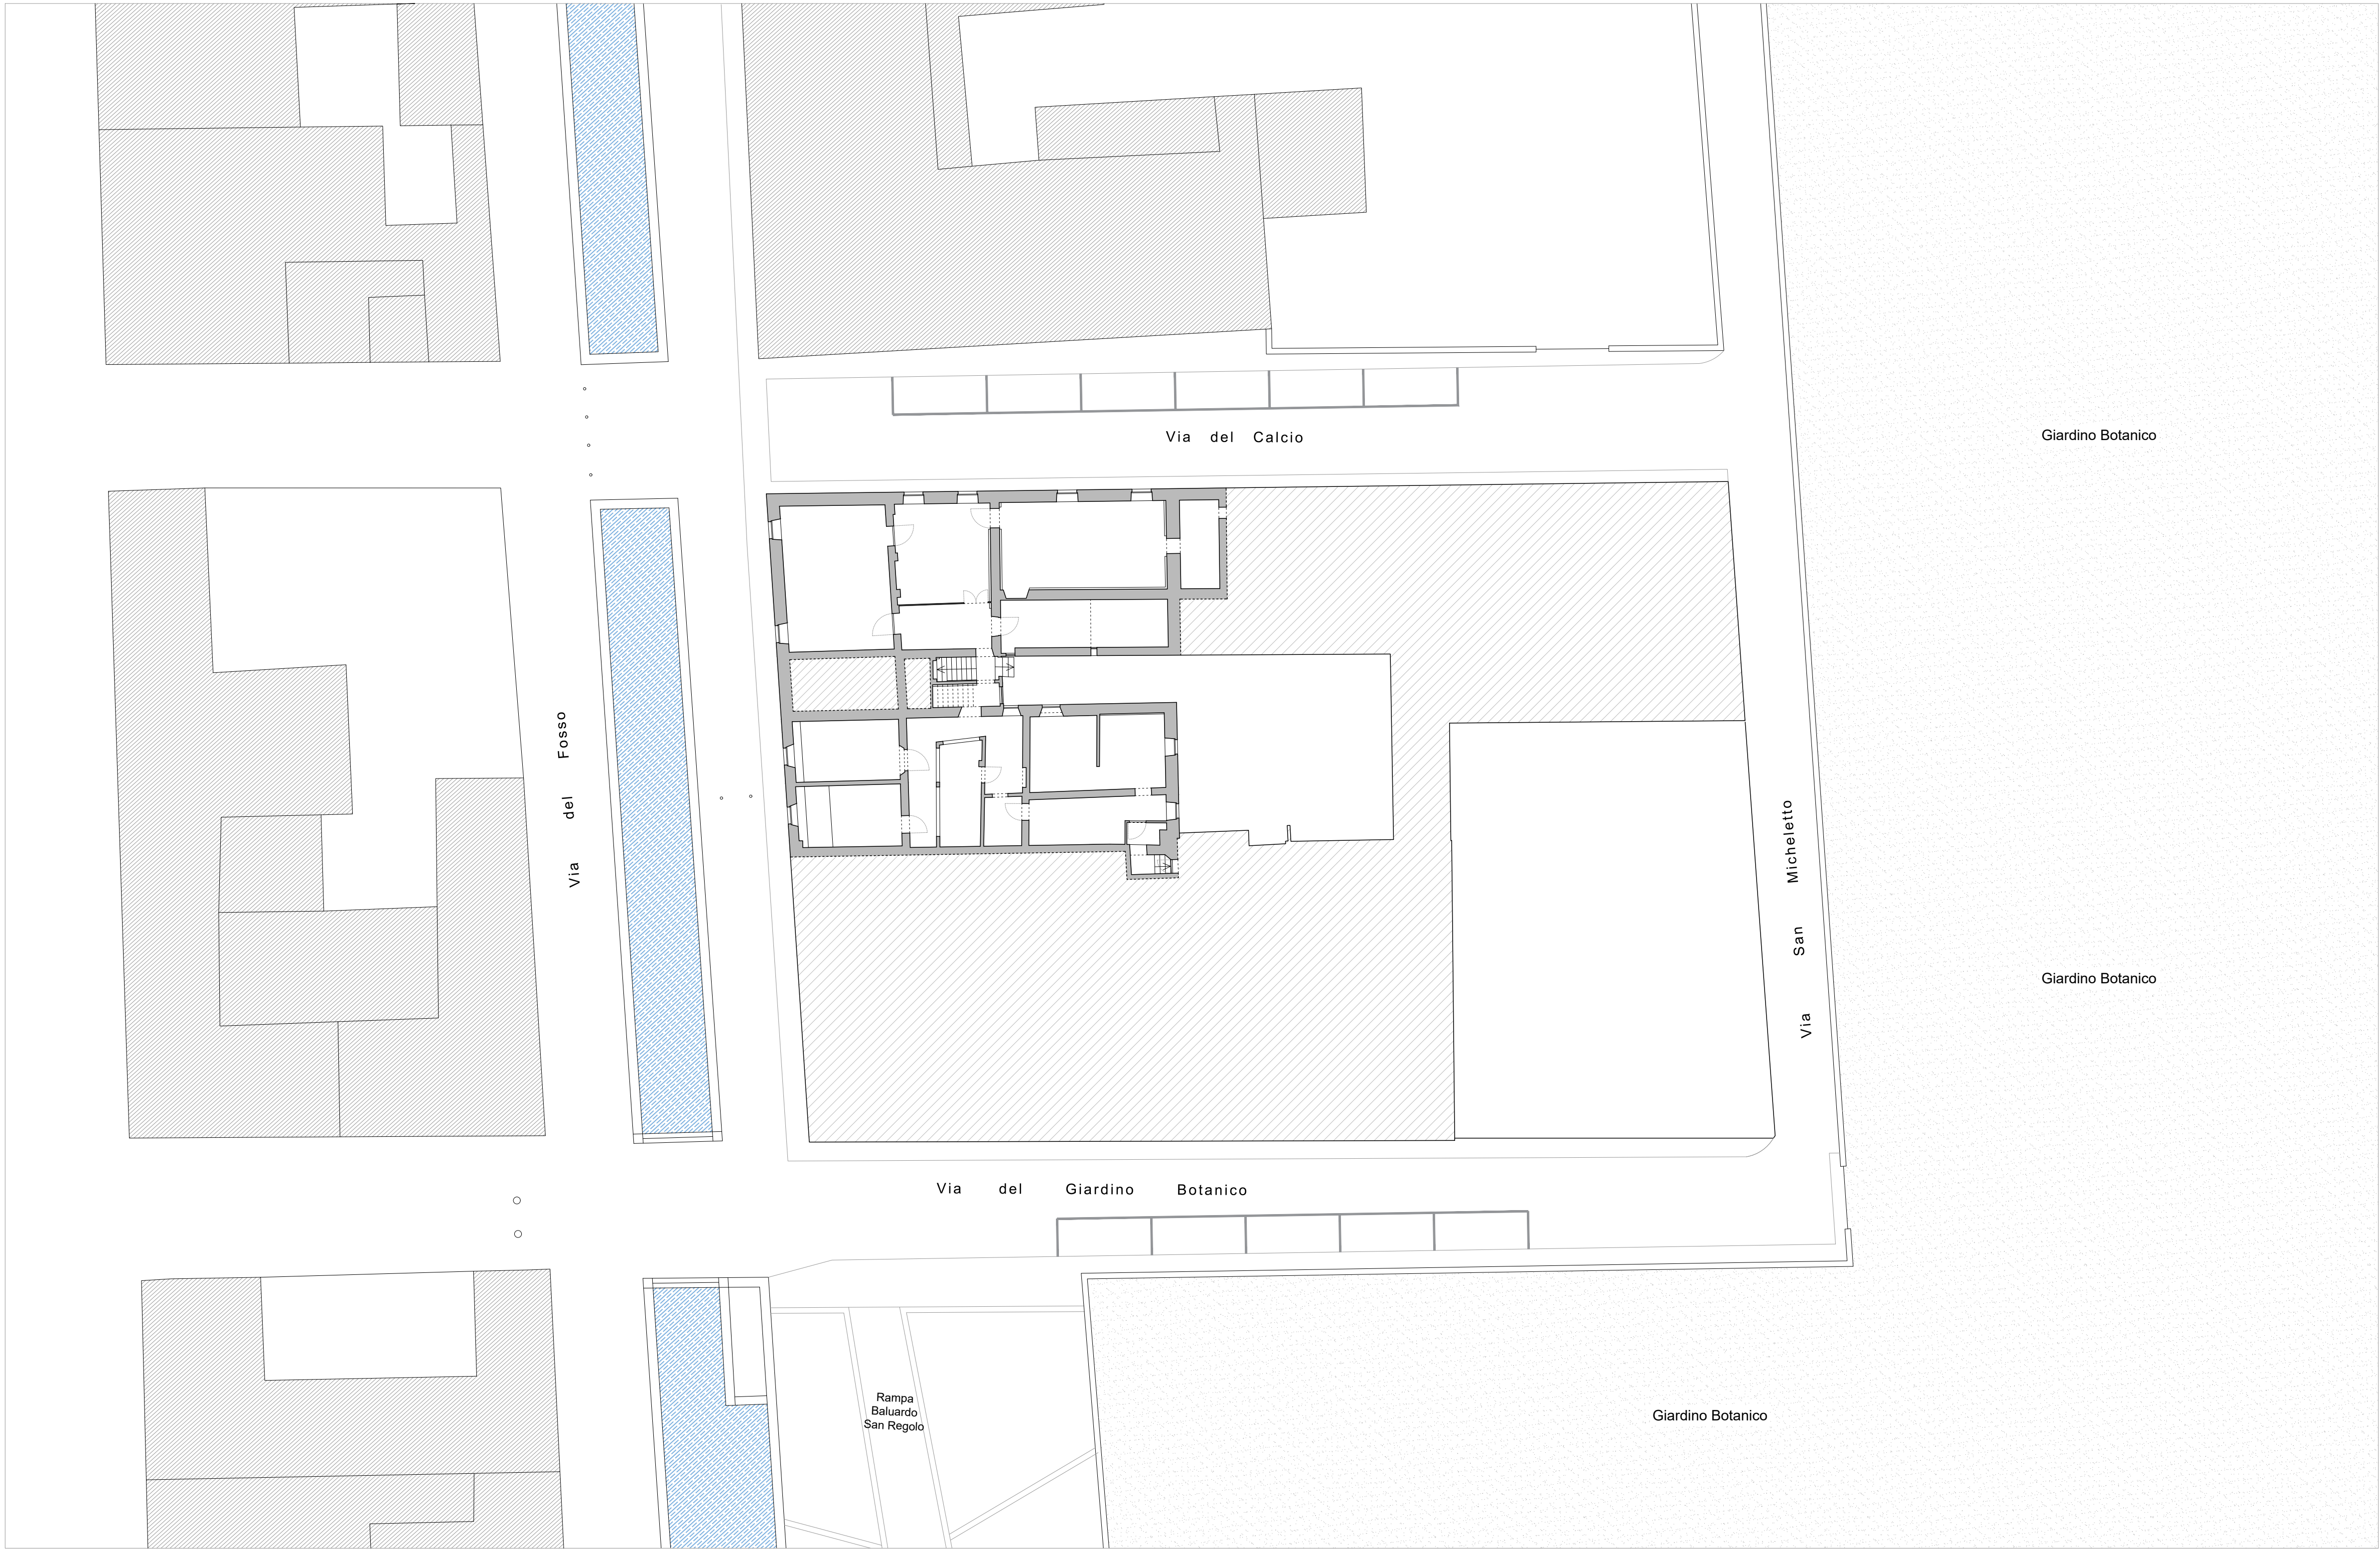 Via del Calcio
Giardino Botanico
Via del Fosso
Via San Micheletto
Giardino Botanico
Via del Giardino Botanico
Rampa
Baluardo
San Regolo
Giardino Botanico